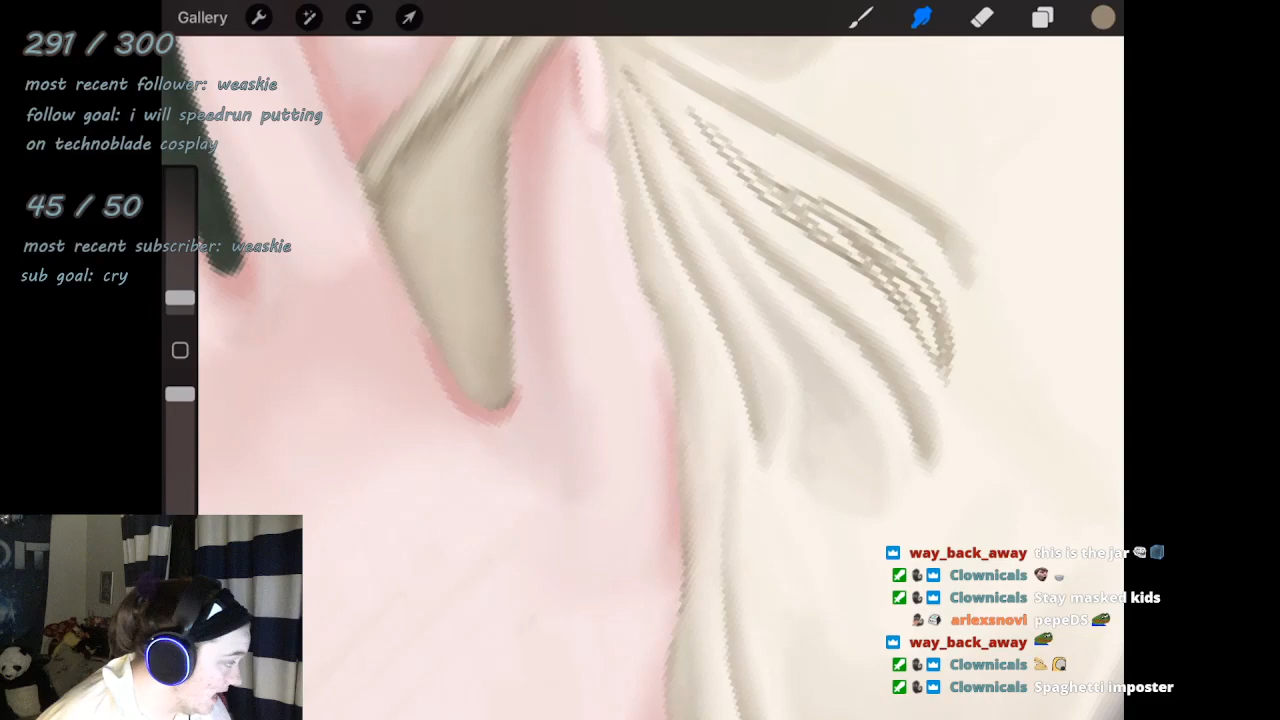 Gallery
291 / 300
most recent follower: weaskie
follow goal: i will speedrun putting
on technoblade cosplay
45 / 50
most recent subscriber: weaskie
sub goal: cry
way_back_away this is the jar
Clownicals
Clownicals Stay masked kids
arlexsnovi pepeDS
way_back_away
Clownicals
Clownicals Spaghetti imposter